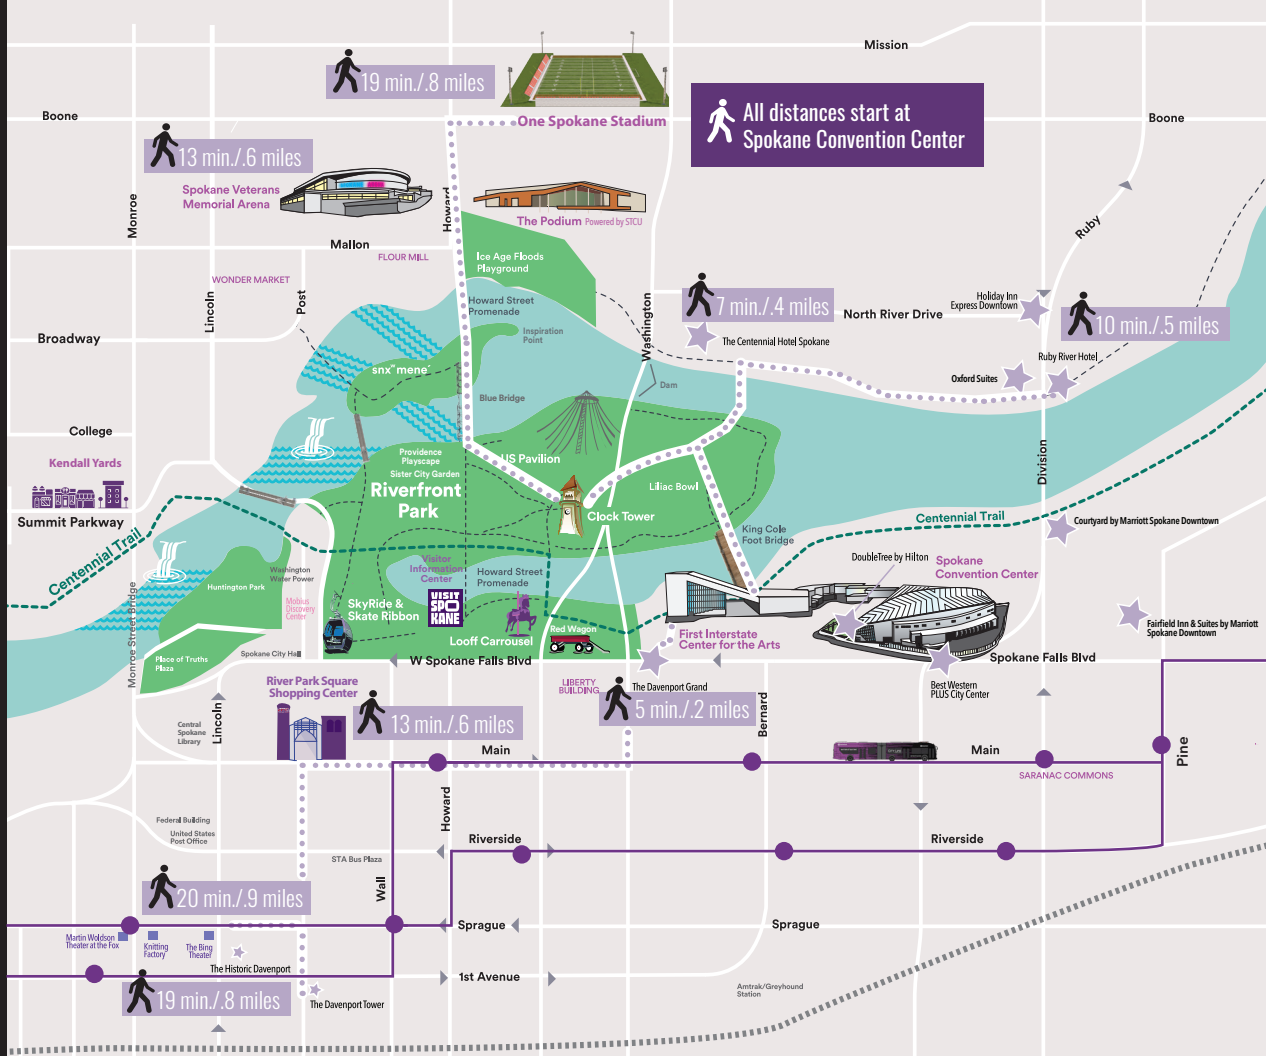 Mission
19 min./.8 miles
All distances start at
Spokane Convention Center
Boone
One Spokane Stadium
Boone
13 min./.6 miles
Spokane Veterans
Memorial Arena
Monroe
Howard
The Podium Powered by STCU
Ruby
Mallon
FLOUR MILL
Ice Age Floods
Playground
WONDER MARKET
Lincoln
Post
Howard Street
Promenade
Washington
7 min./.4 miles
North River Drive
Holiday Inn
Express Downtown
10 min./.5 miles
Broadway
Inspiration
Point
The Centennial Hotel Spokane
Ruby River Hotel
snxʷmeneʔ
Oxford Suites
Dam
Blue Bridge
College
Division
Kendall Yards
Providence
Playscape
US Pavilion
Sister City Garden
Riverfront
Park
Liliac Bowl
Summit Parkway
Clock Tower
Centennial Trail
Courtyard by Marriott Spokane Downtown
King Cole
Foot Bridge
Centennial Trail
DoubleTree by Hilton
Spokane
Convention Center
Visitor
Information
Center
Howard Street
Promenade
Washington
Water Power
Huntington Park
VISIT
SPO
KANE
Mobius
Discovery
Center
SkyRide &
Skate Ribbon
Monroe Street Bridge
Looff Carrousel
Red Wagon
First Interstate
Center for the Arts
Fairfield Inn & Suites by Marriott
Spokane Downtown
Spokane City Hall
Place of Truths
Plaza
W Spokane Falls Blvd
Spokane Falls Blvd
River Park Square
Shopping Center
LIBERTY
BUILDING
The Davenport Grand
Best Western
PLUS City Center
13 min./.6 miles
5 min./.2 miles
Bernard
Lincoln
Central
Spokane
Library
Main
Main
Pine
SARANAC COMMONS
Howard
Federal Building
United States
Post Office
Riverside
Riverside
STA Bus Plaza
Wall
20 min./.9 miles
Sprague
Sprague
Martin Woldson
Theater at the Fox
Knitting
Factory
The Bing
Theater
The Historic Davenport
1st Avenue
19 min./.8 miles
The Davenport Tower
Amtrak/Greyhound
Station